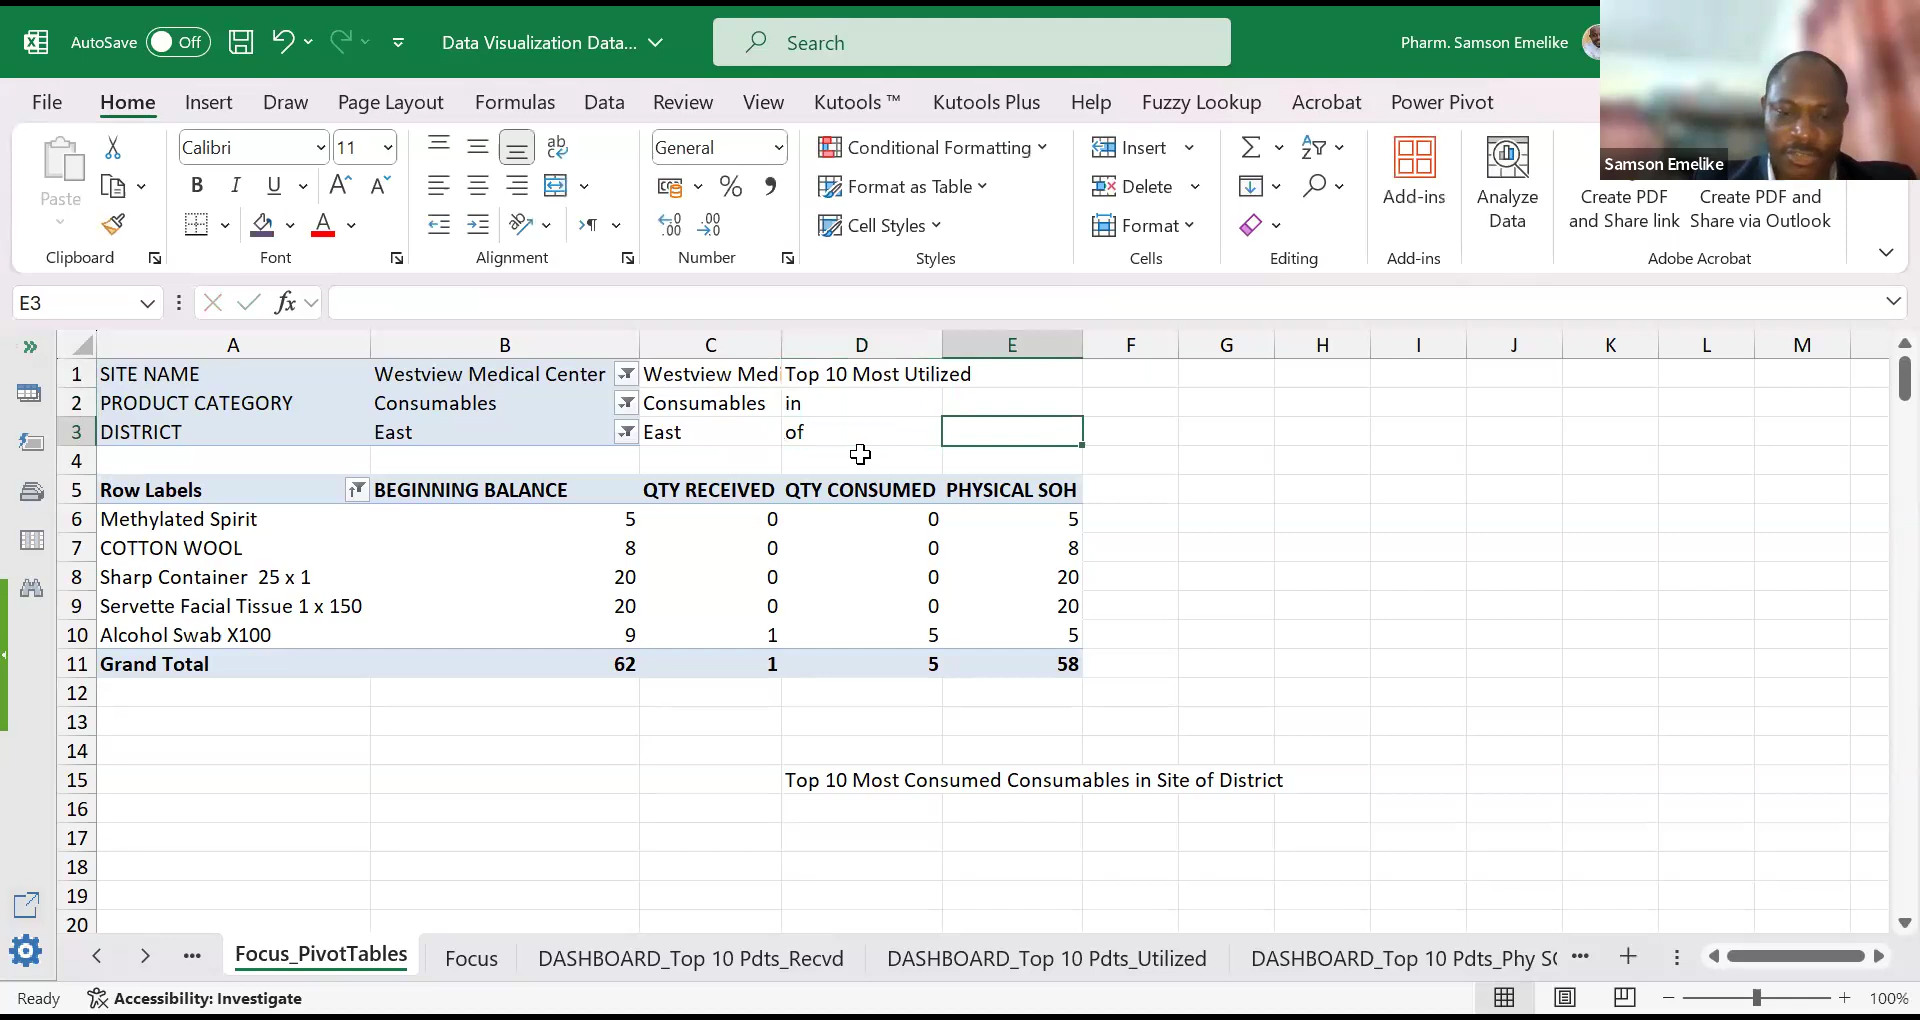 AutoSave Off Data Visualization Data... Search Pharm. Samson Emelike
File Home Insert Draw Page Layout Formulas Data Review View Kutools ™ Kutools Plus Help Fuzzy Lookup Acrobat Power Pivot
Samson Emelike
Paste Calibri 11 General Conditional Formatting Insert
Format as Table Delete Add-ins Analyze Data Create PDF and Share link Create PDF and Share via Outlook
Cell Styles Format
Clipboard Font Alignment Number Styles Cells Editing Add-ins Adobe Acrobat
E3 fx
A B C D E F G H I J K L M
1 SITE NAME Westview Medical Center Westview Medi Top 10 Most Utilized
2 PRODUCT CATEGORY Consumables Consumables in
3 DISTRICT East East of
4
5 Row Labels BEGINNING BALANCE QTY RECEIVED QTY CONSUMED PHYSICAL SOH
6 Methylated Spirit 5 0 0 5
7 COTTON WOOL 8 0 0 8
8 Sharp Container 25 x 1 20 0 0 20
9 Servette Facial Tissue 1 x 150 20 0 0 20
10 Alcohol Swab X100 9 1 5 5
11 Grand Total 62 1 5 58
12
13
14
15 Top 10 Most Consumed Consumables in Site of District
16
17
18
19
20
Focus_PivotTables Focus DASHBOARD_Top 10 Pdts_Recvd DASHBOARD_Top 10 Pdts_Utilized DASHBOARD_Top 10 Pdts_Phy SO
Ready Accessibility: Investigate 100%